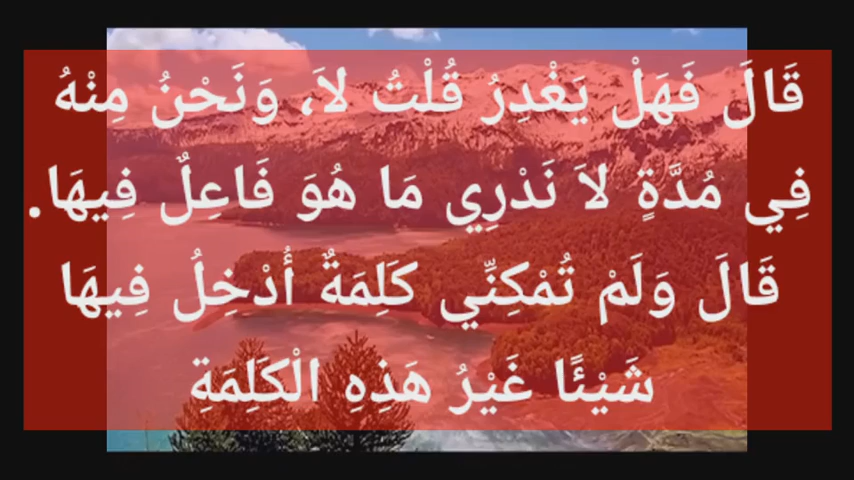 قَالَ فَهَلْ يَغْدِرُ قُلْتُ لاَ، وَنَحْنُ مِنْهُ
فِي مُدَّةٍ لاَ نَدْرِي مَا هُوَ فَاعِلٌ فِيهَا.
قَالَ وَلَمْ تُمْكِنِّي كَلِمَةٌ أُدْخِلُ فِيهَا
شَيْئًا غَيْرُ هَذِهِ الْكَلِمَةِ